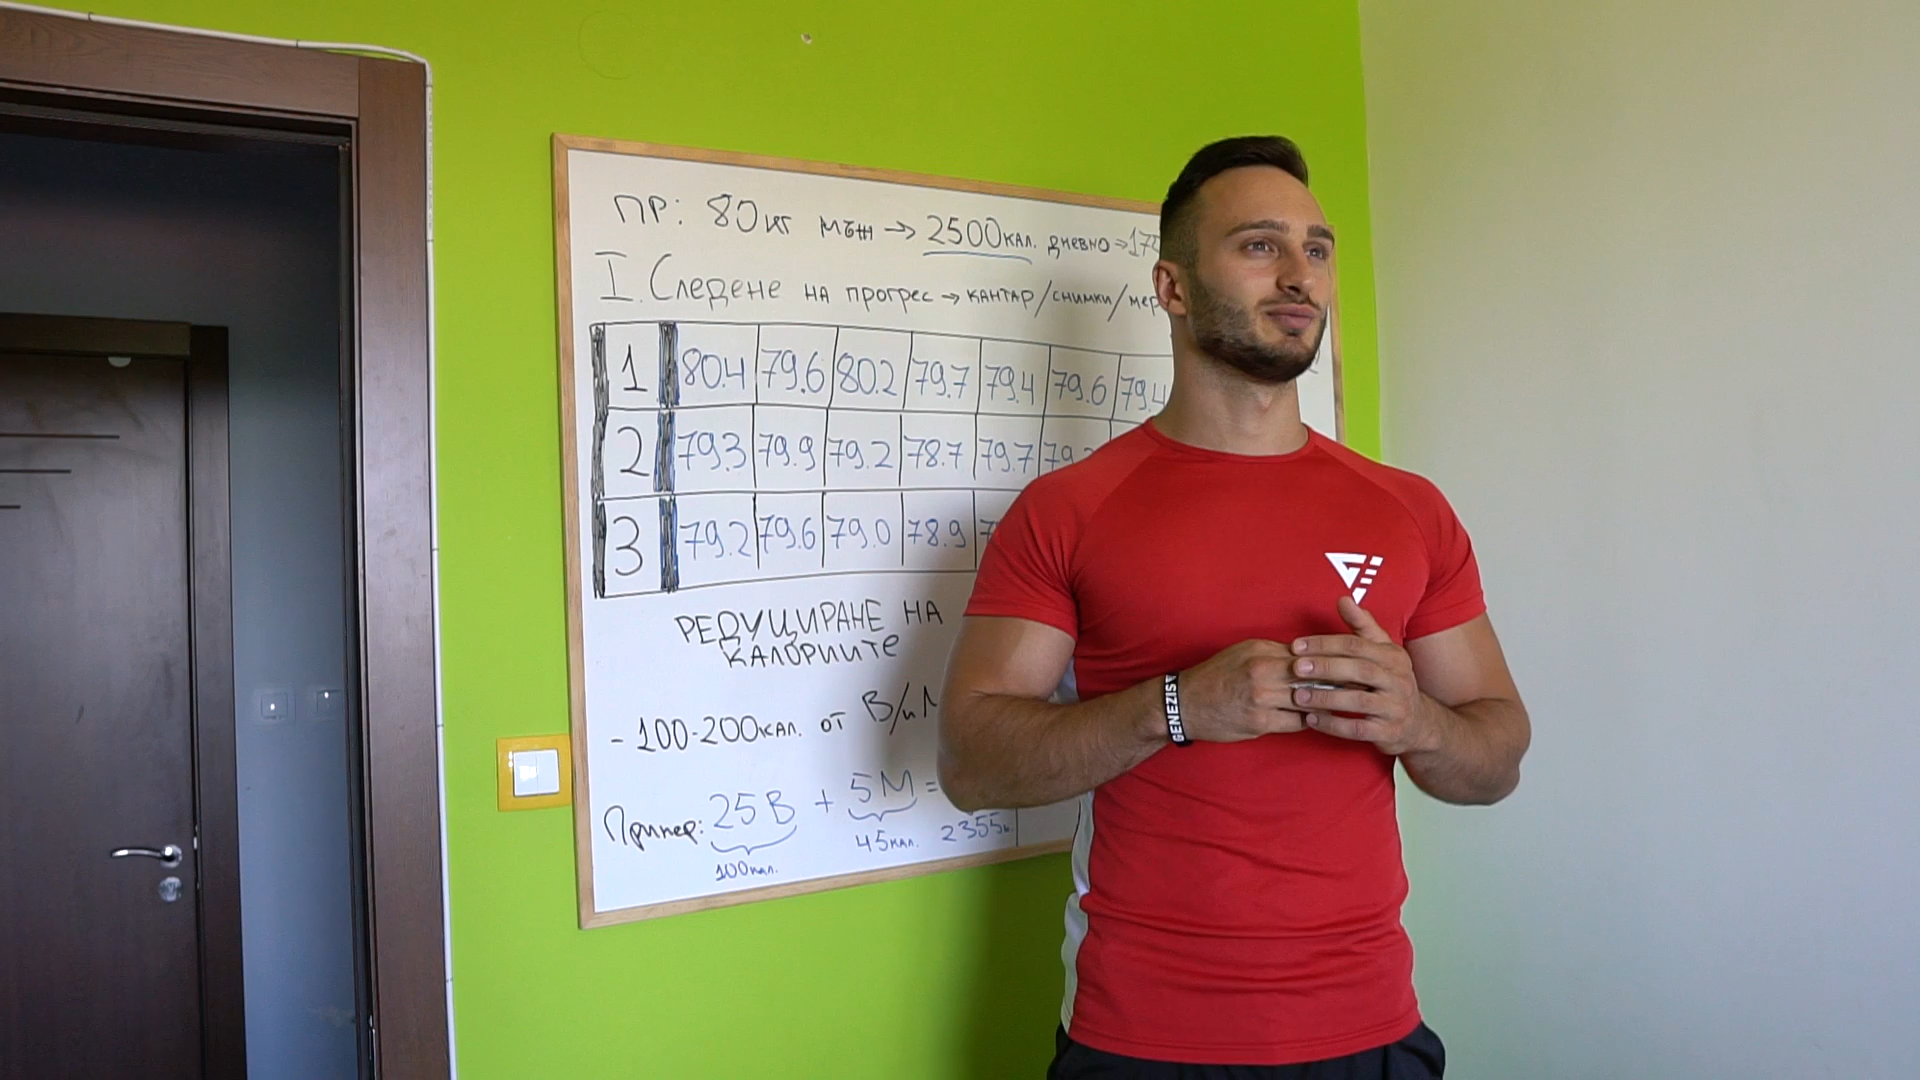 ПР: 80кг мъж → 2500кал. дневно ⇒
I. Следене на прогрес → кантар/снимки/
1 80.4 79.6 80.2 79.7 79.4 79.6 79.4
2 79.3 79.9 79.2 78.7 79.7
3 79.2 79.6 79.0 78.9
РЕДУЦИРАНЕ НА
КАЛОРИИТЕ
- 100-200кал. от В/и
Пример: 25В + 5М =
100кал. 45кал. 2355
GENEZIS